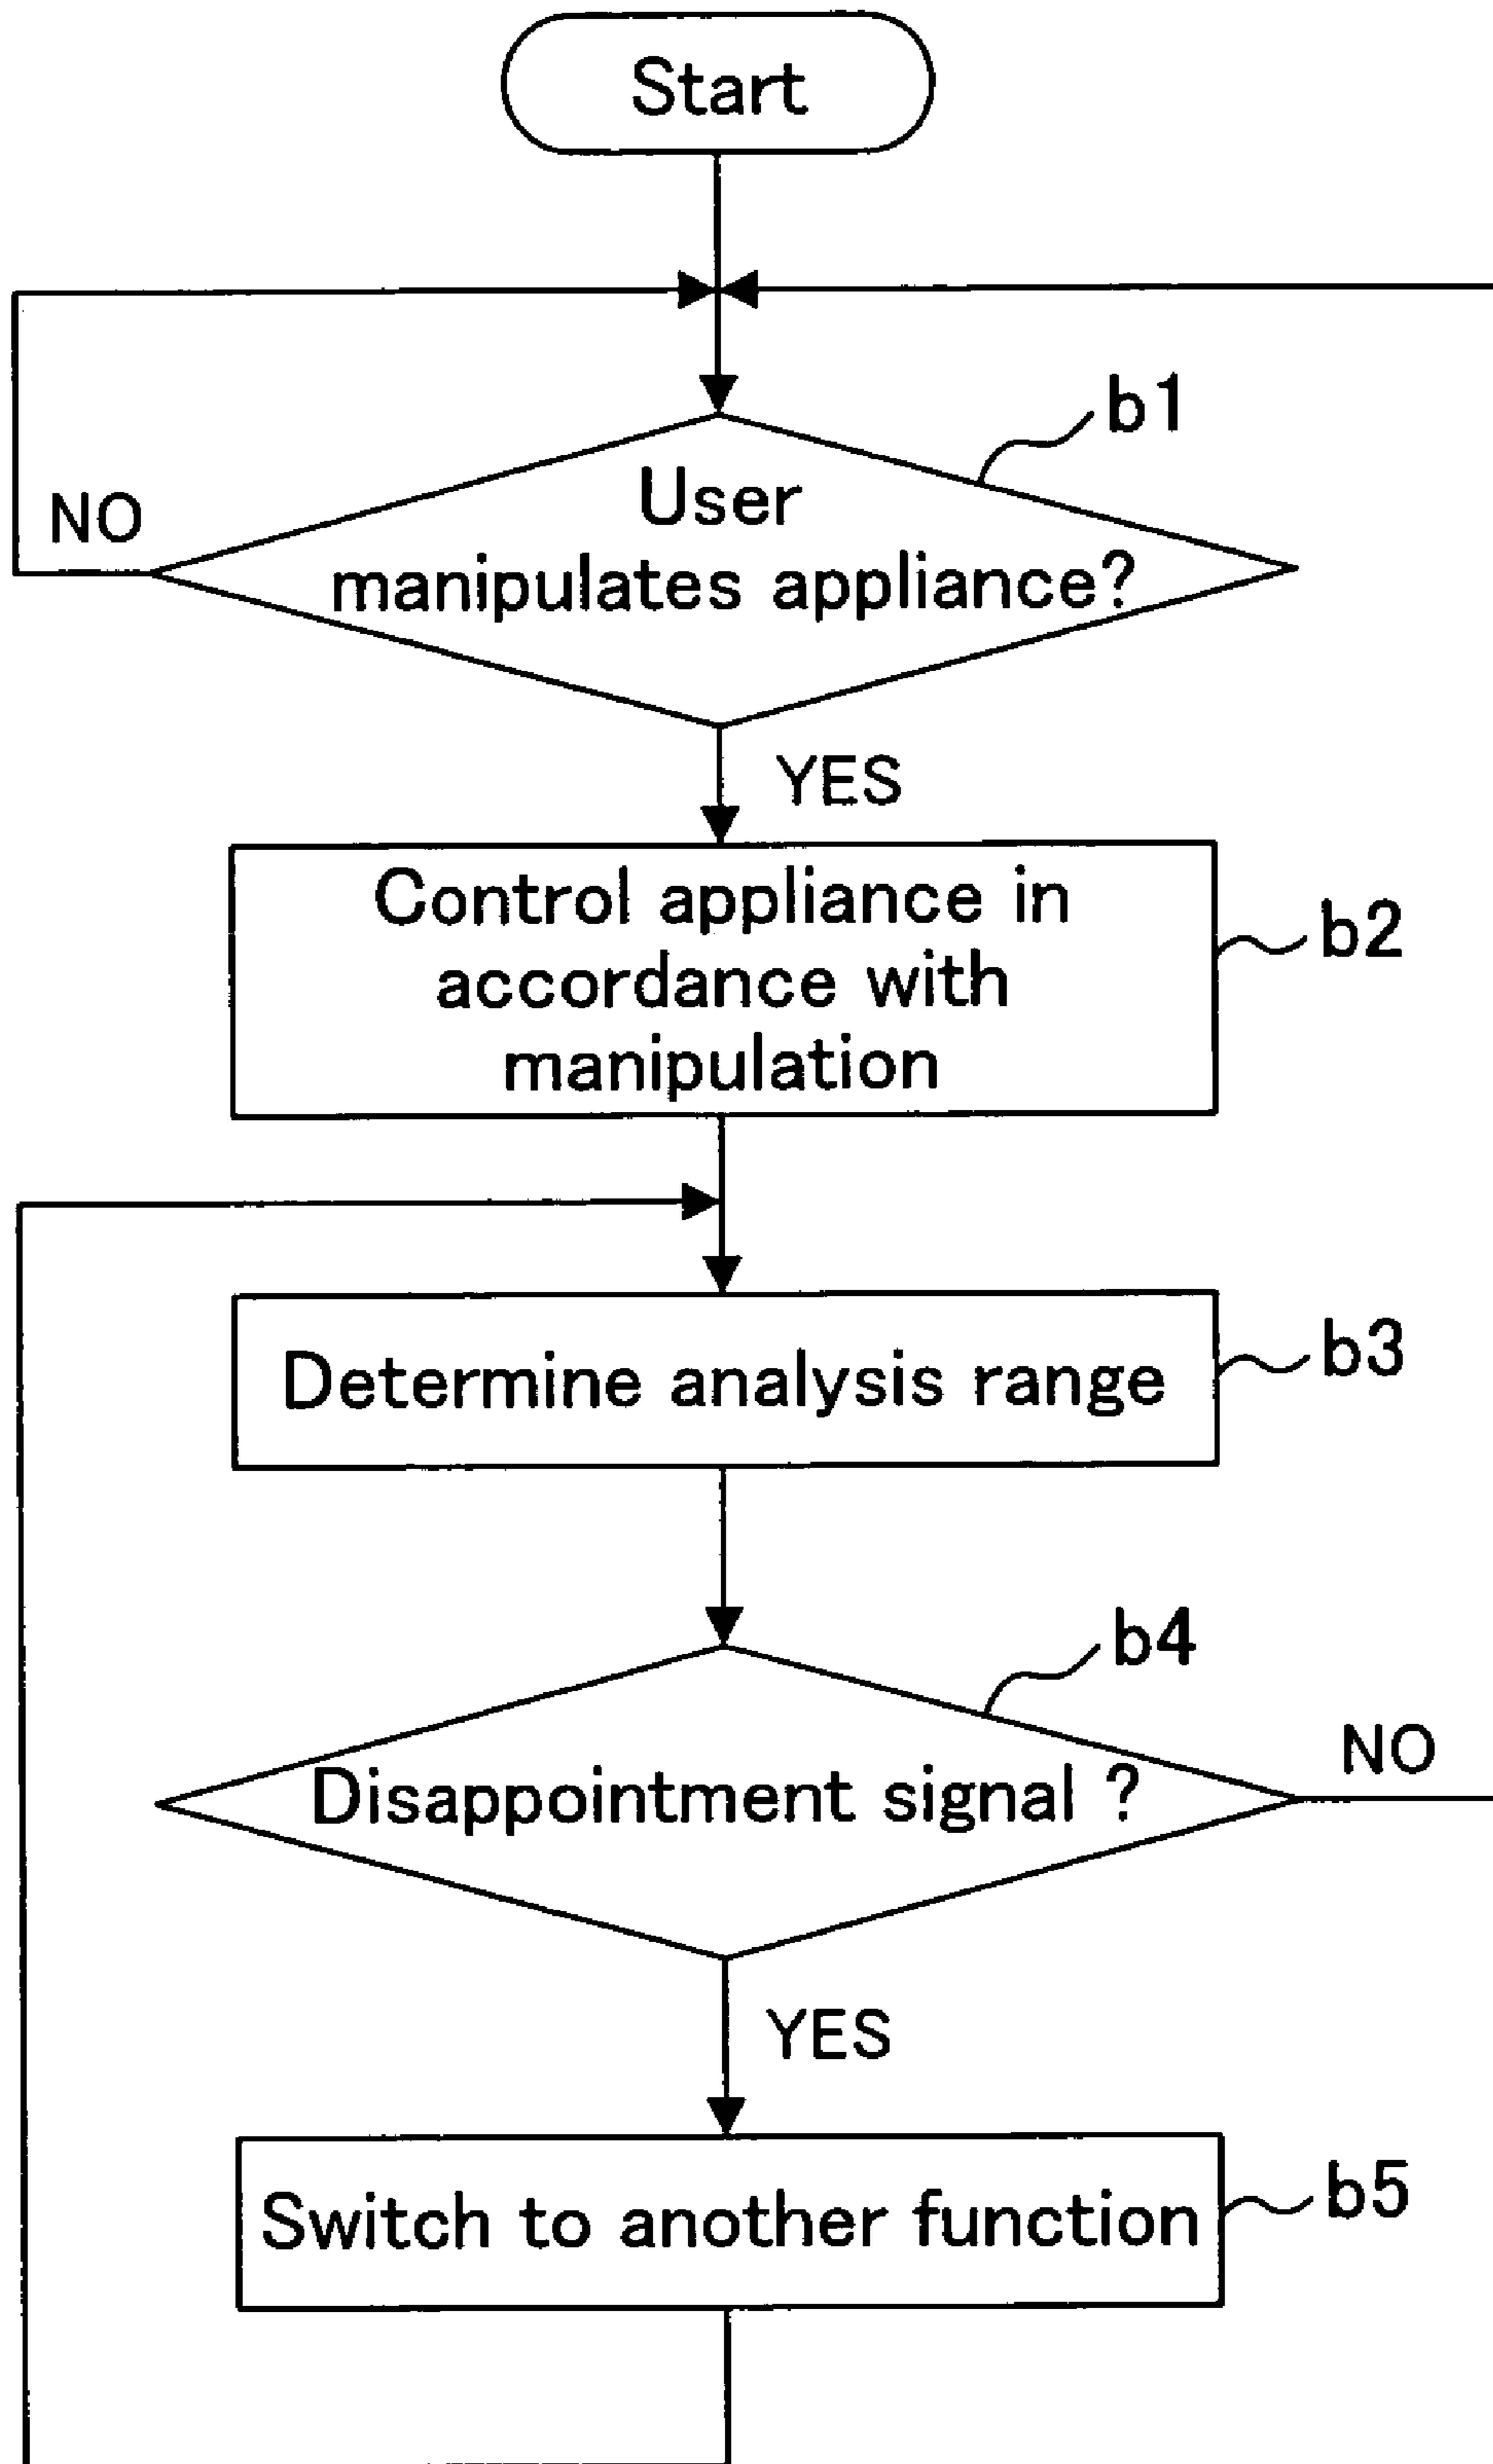 Start
b1
NO
User
manipulates appliance?
YES
Control appliance in
accordance with
manipulation
b2
Determine analysis range
b3
b4
NO
Disappointment signal ?
YES
Switch to another function
b5